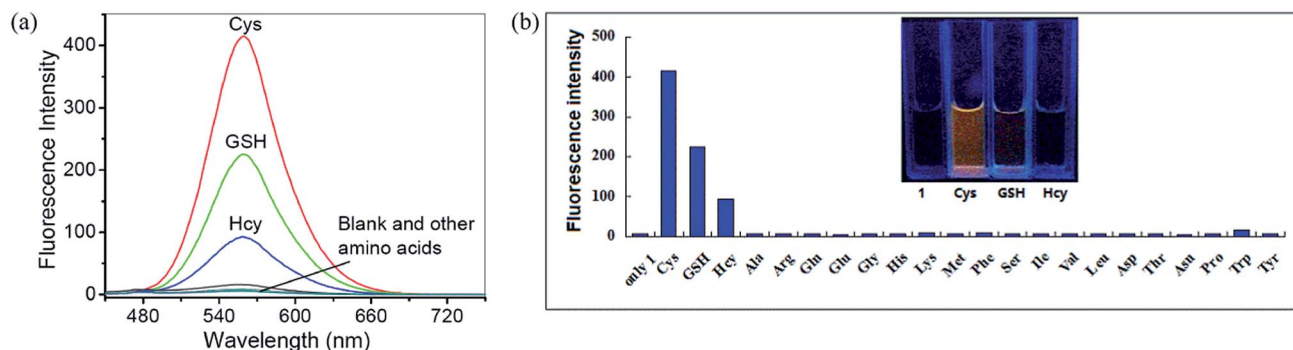 (a)
Fluorescence Intensity
400
300
200
100
0
Cys
GSH
Hcy
Blank and other
amino acids
480
540
600
660
720
Wavelength (nm)
(b)
Fluorescence intensity
500
400
300
200
100
0
1
Cys
GSH
Hcy
only 1
Cys
GSH
Hcy
Ala
Arg
Gln
Glu
Gly
His
Lys
Met
Phe
Ser
Ile
Val
Leu
Asp
Thr
Asn
Pro
Trp
Tyr